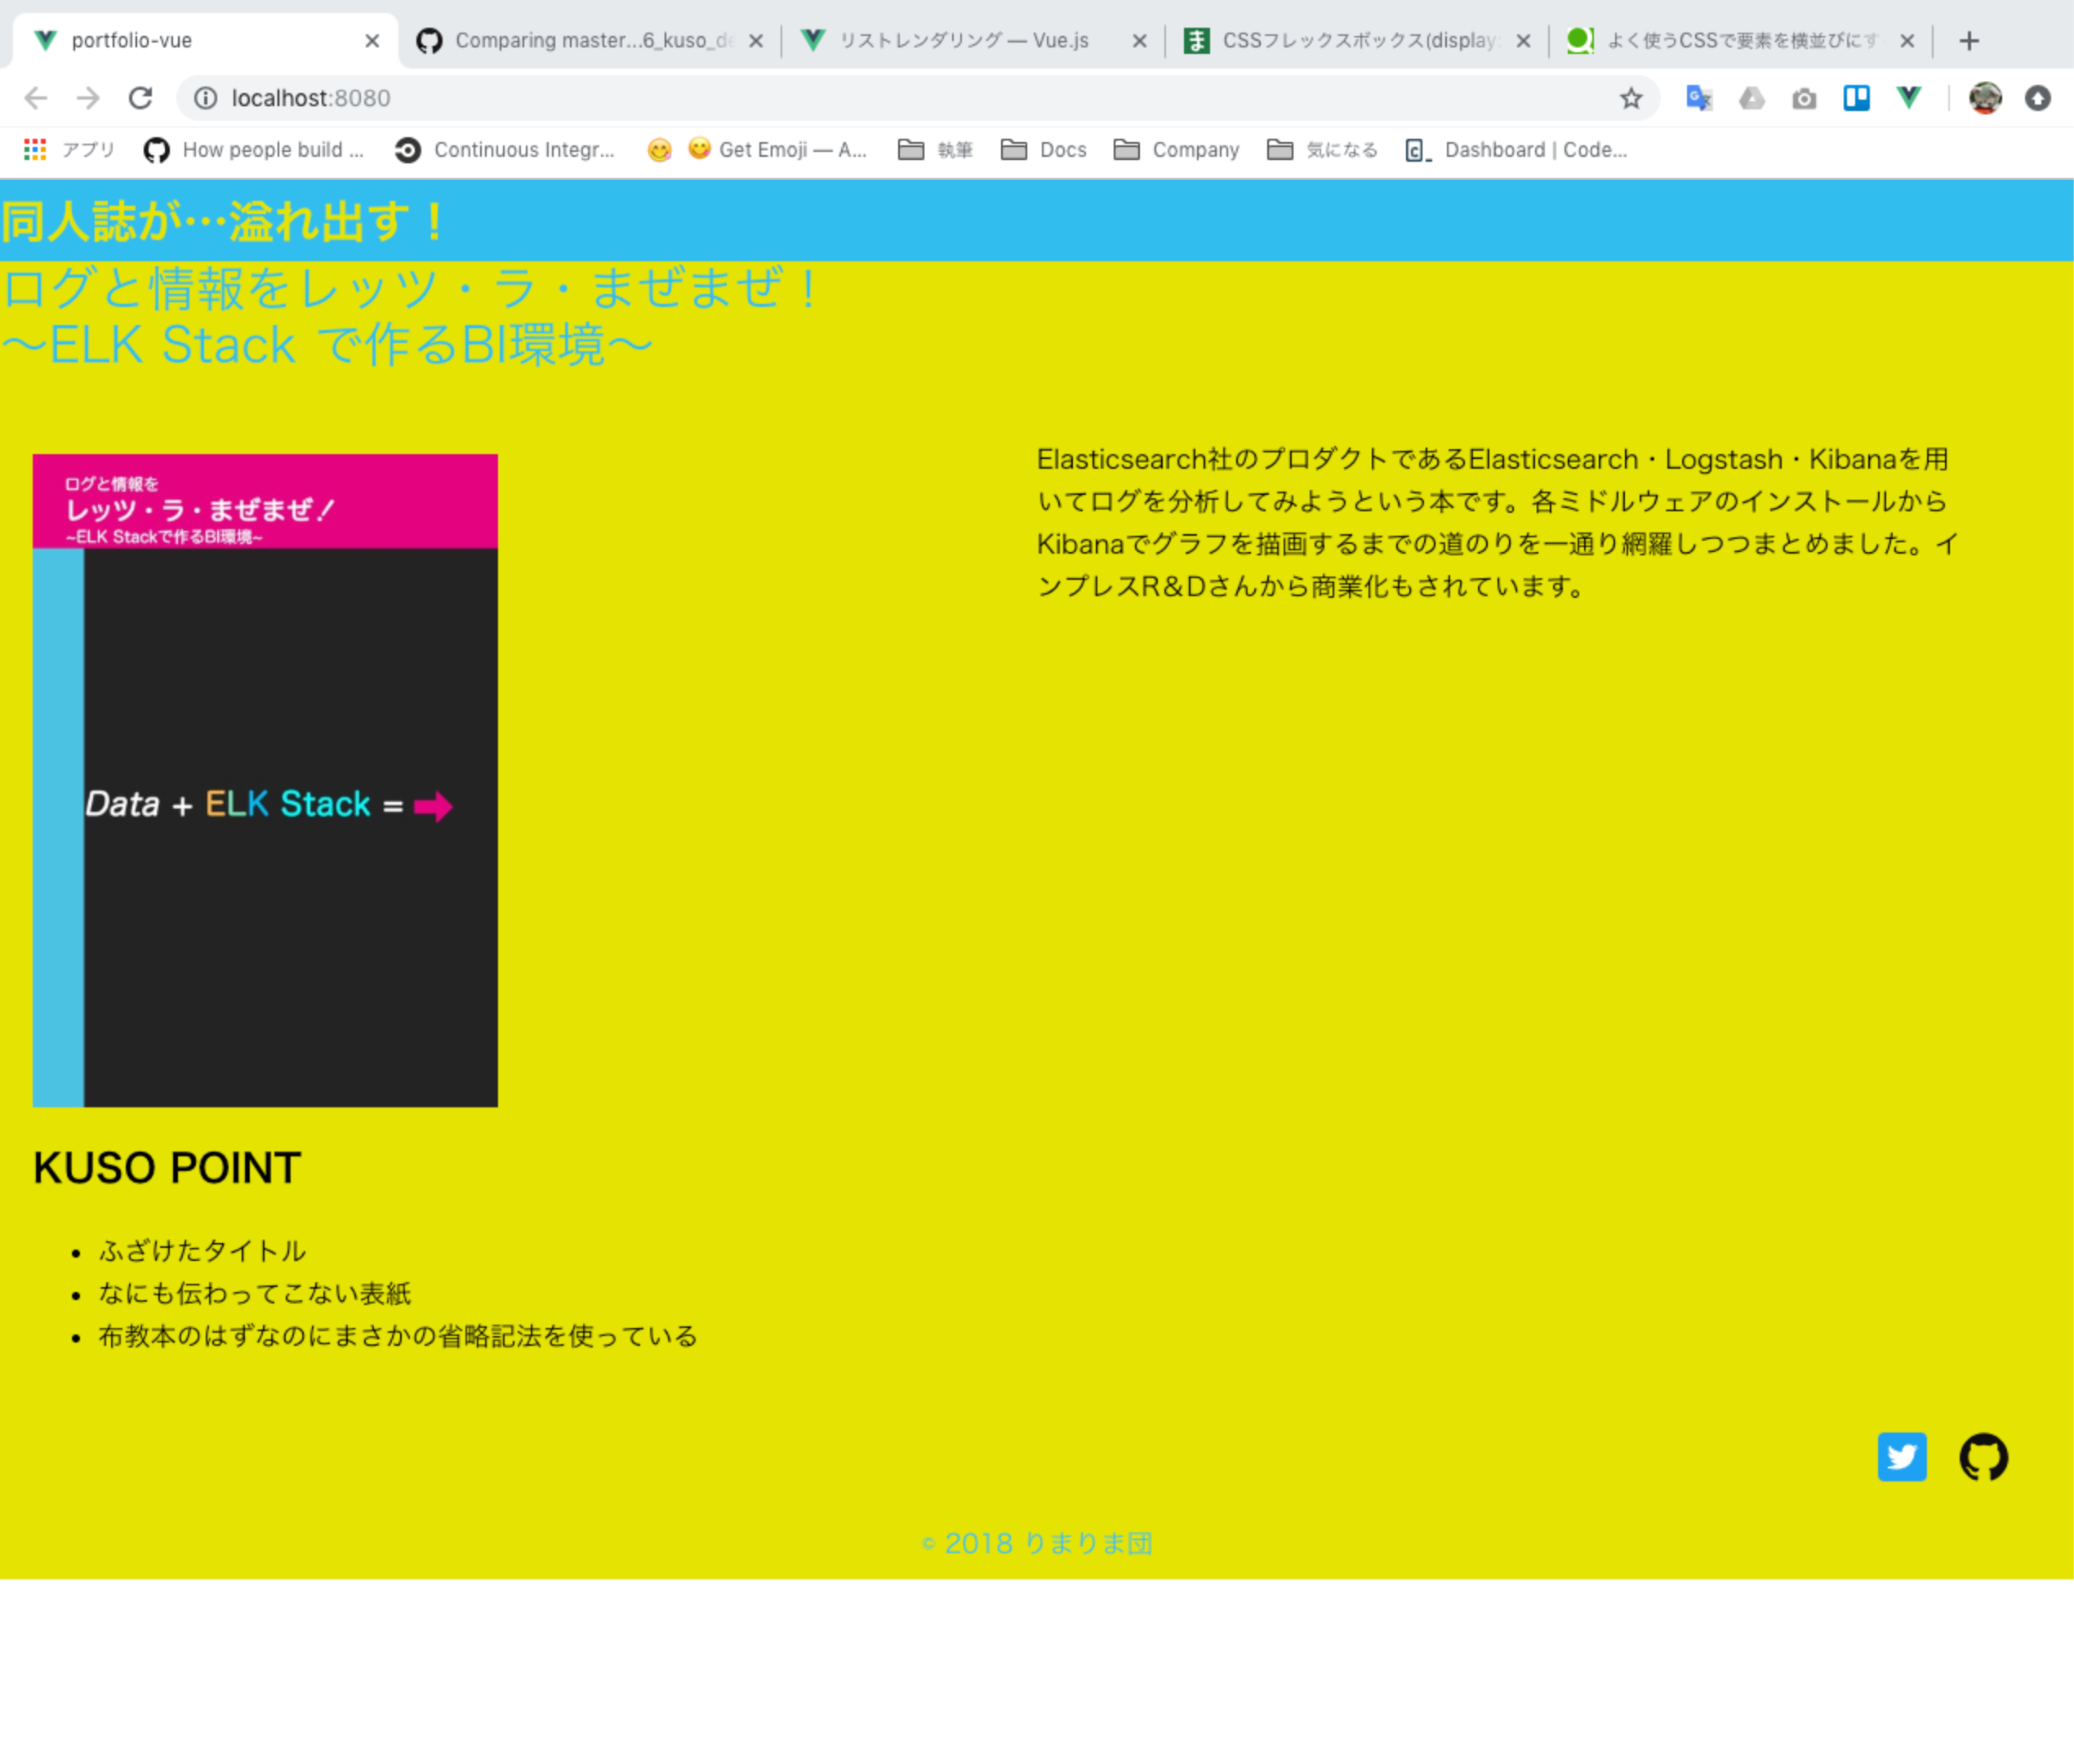 portfolio-vue
Comparing master...6_kuso_de
リストレンダリング — Vue.js
CSSフレックスボックス(display:
よく使うCSSで要素を横並びにす
localhost:8080
アプリ
How people build ...
Continuous Integr...
Get Emoji — A...
執筆
Docs
Company
気になる
Dashboard | Code...
同人誌が…溢れ出す！
ログと情報をレッツ・ラ・まぜまぜ！
〜ELK Stack で作るBI環境〜
ログと情報を
レッツ・ラ・まぜまぜ！
~ELK Stackで作るBI環境~
Data + ELK Stack =
Elasticsearch社のプロダクトであるElasticsearch・Logstash・Kibanaを用
いてログを分析してみようという本です。各ミドルウェアのインストールから
Kibanaでグラフを描画するまでの道のりを一通り網羅しつつまとめました。イ
ンプレスR&Dさんから商業化もされています。
KUSO POINT
• ふざけたタイトル
• なにも伝わってこない表紙
• 布教本のはずなのにまさかの省略記法を使っている
© 2018 りまりま団